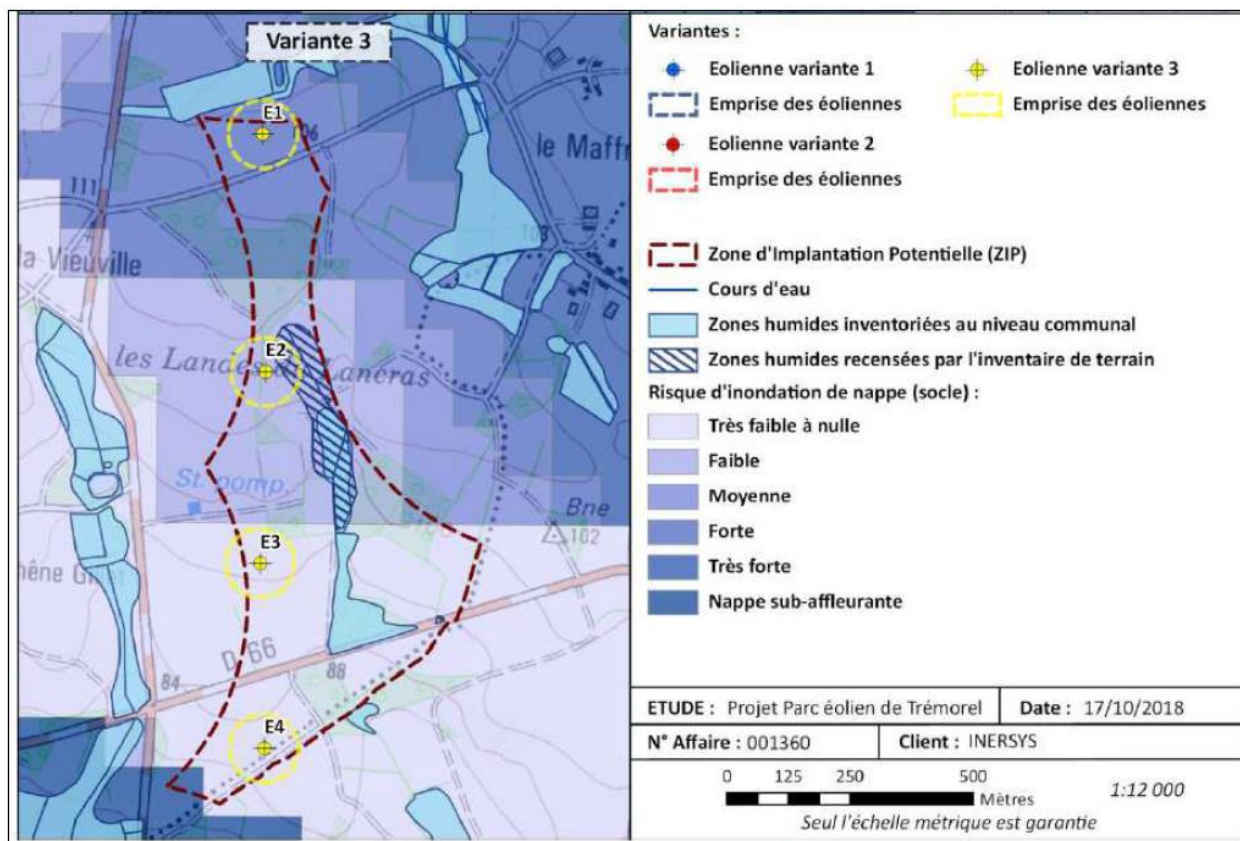 Variante 3
E1
06
le Maffr
111
103
la Vieuville
E2
les Landes de Lancras
St. pomp.
Bne
102
E3
hêne G
D 66
84
88
E4
Variantes :
Eolienne variante 1
Eolienne variante 3
Emprise des éoliennes
Emprise des éoliennes
Eolienne variante 2
Emprise des éoliennes
Zone d'Implantation Potentielle (ZIP)
Cours d'eau
Zones humides inventoriées au niveau communal
Zones humides recensées par l'inventaire de terrain
Risque d'inondation de nappe (socle) :
Très faible à nulle
Faible
Moyenne
Forte
Très forte
Nappe sub-affleurante
ETUDE : Projet Parc éolien de Trémorel
Date : 17/10/2018
N° Affaire : 001360
Client : INERSYS
0 125 250 500
Mètres
1:12 000
Seul l'échelle métrique est garantie